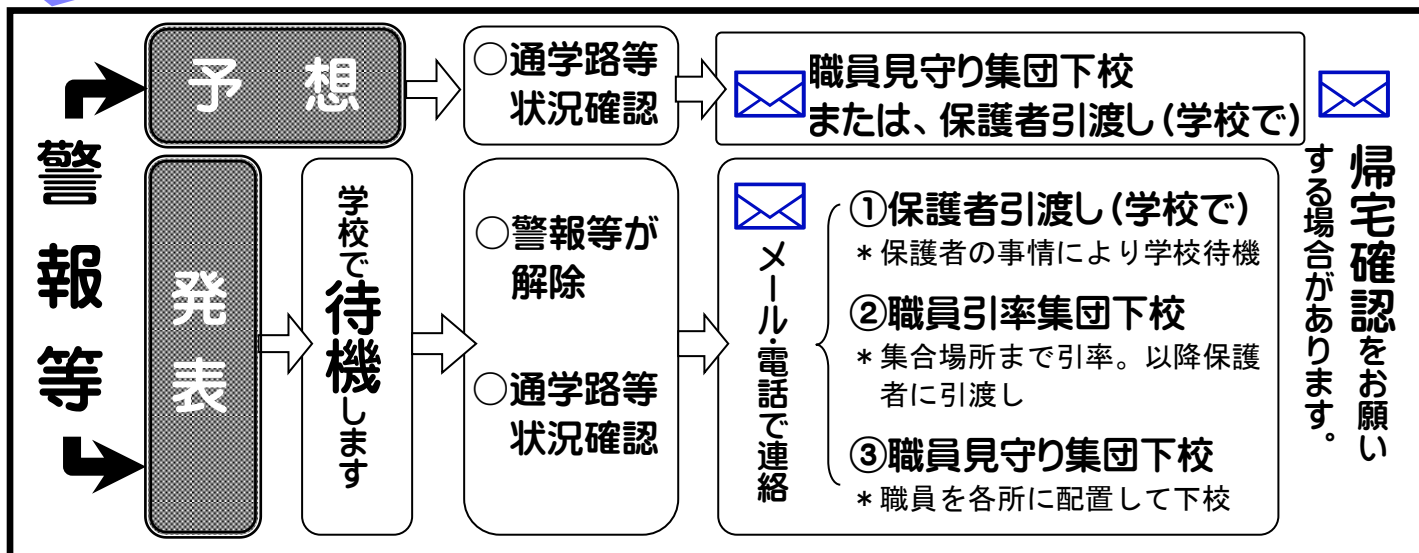 警報等
予想
○通学路等
状況確認
職員見守り集団下校
または、保護者引渡し(学校で)
発表
学校で待機します
○警報等が
解除
○通学路等
状況確認
メール・電話で連絡
①保護者引渡し(学校で)
*保護者の事情により学校待機
②職員引率集団下校
*集合場所まで引率。以降保護
者に引渡し
③職員見守り集団下校
*職員を各所に配置して下校
帰宅確認をお願い
する場合があります。